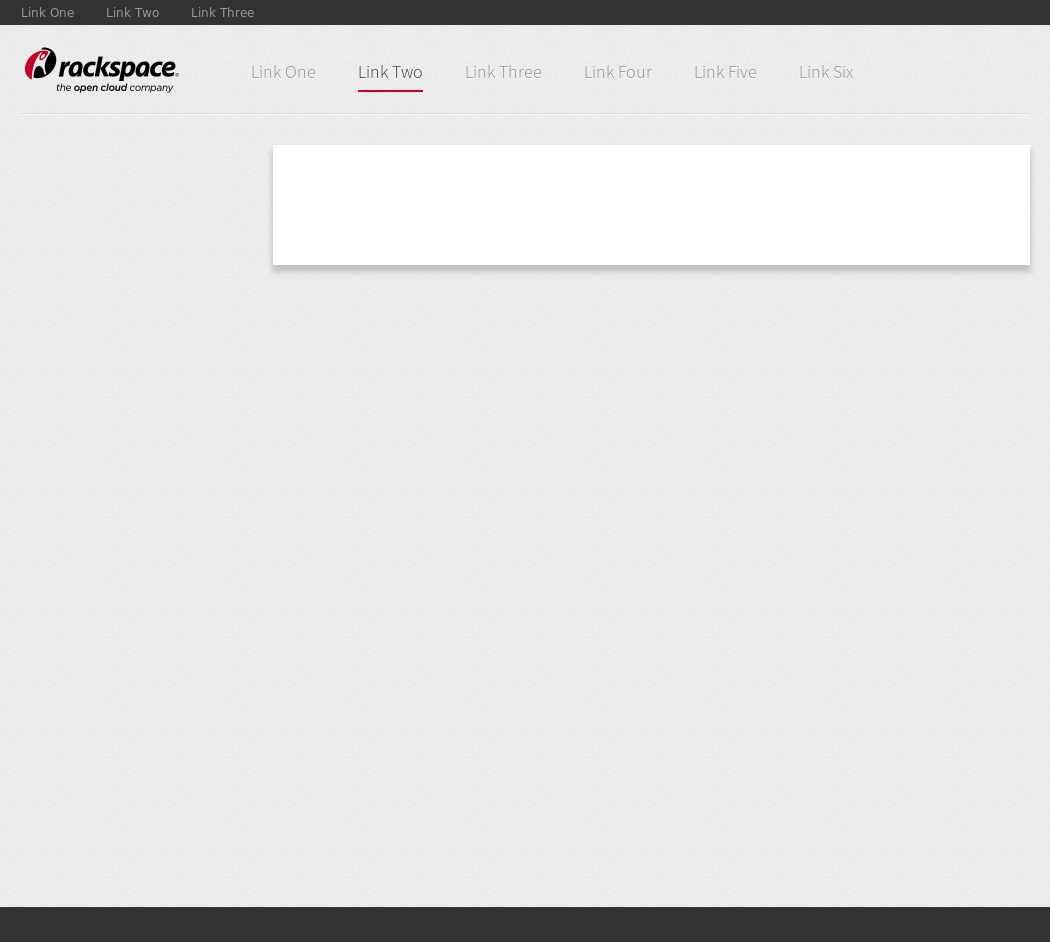 Link One Link Two Link Three
rackspace®
the open cloud company
Link One Link Two Link Three Link Four Link Five Link Six